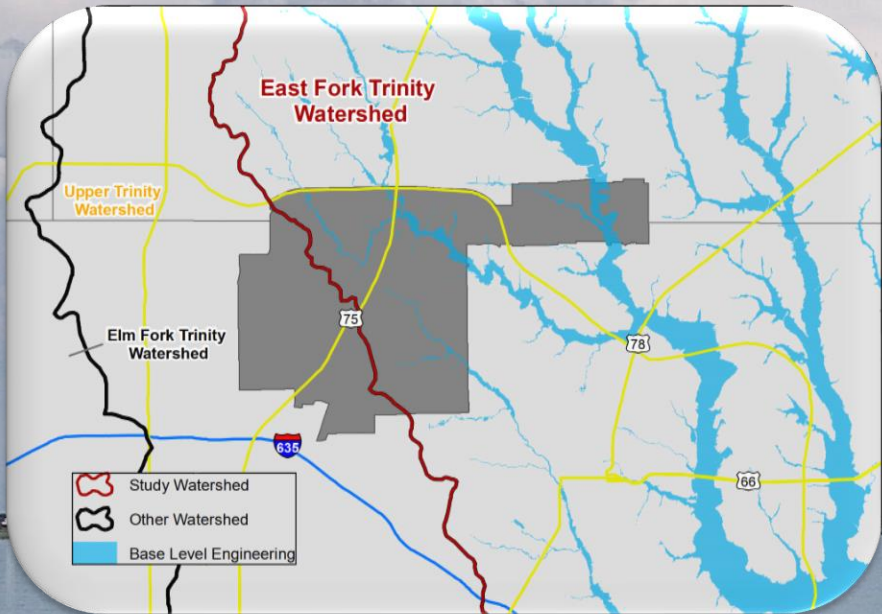 East Fork Trinity
Watershed
Upper Trinity
Watershed
75
Elm Fork Trinity
Watershed
78
635
66
Study Watershed
Other Watershed
Base Level Engineering